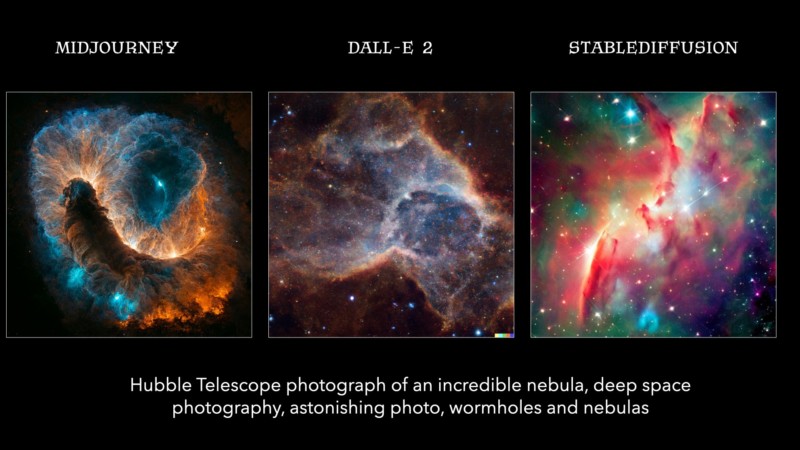 MIDJOURNEY
DALL-E 2
STABLEDIFFUSION
Hubble Telescope photograph of an incredible nebula, deep space
photography, astonishing photo, wormholes and nebulas